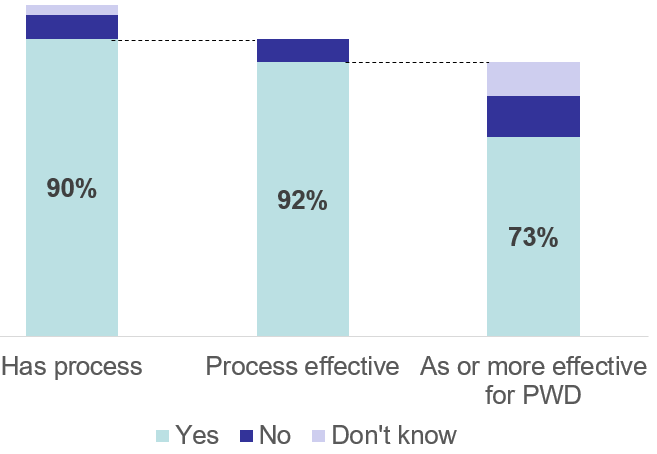 90%
92%
73%
Has process
Process effective
As or more effective
for PWD
Yes No Don't know